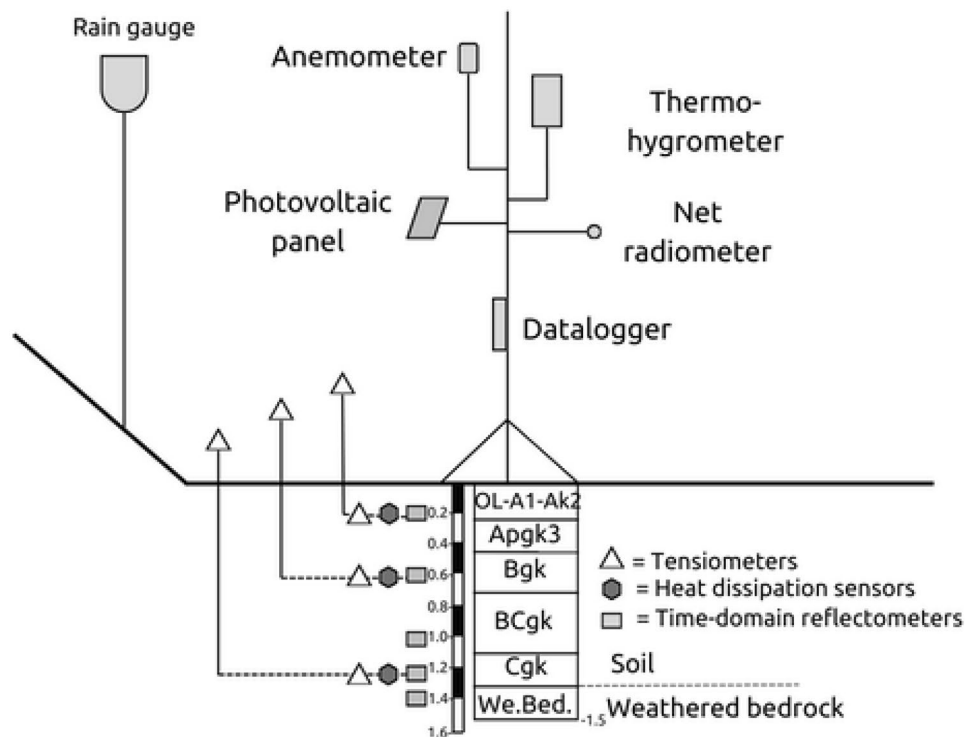 Rain gauge
Anemometer
Thermo-
hygrometer
Photovoltaic
panel
Net
radiometer
Datalogger
OL-A1-Ak2
0.2
Apgk3
0.4
Bgk
0.6
0.8
BCgk
1.0
Cgk
1.2
We.Bed.
1.4
-1.5
1.6
= Tensiometers
= Heat dissipation sensors
= Time-domain reflectometers
Soil
Weathered bedrock